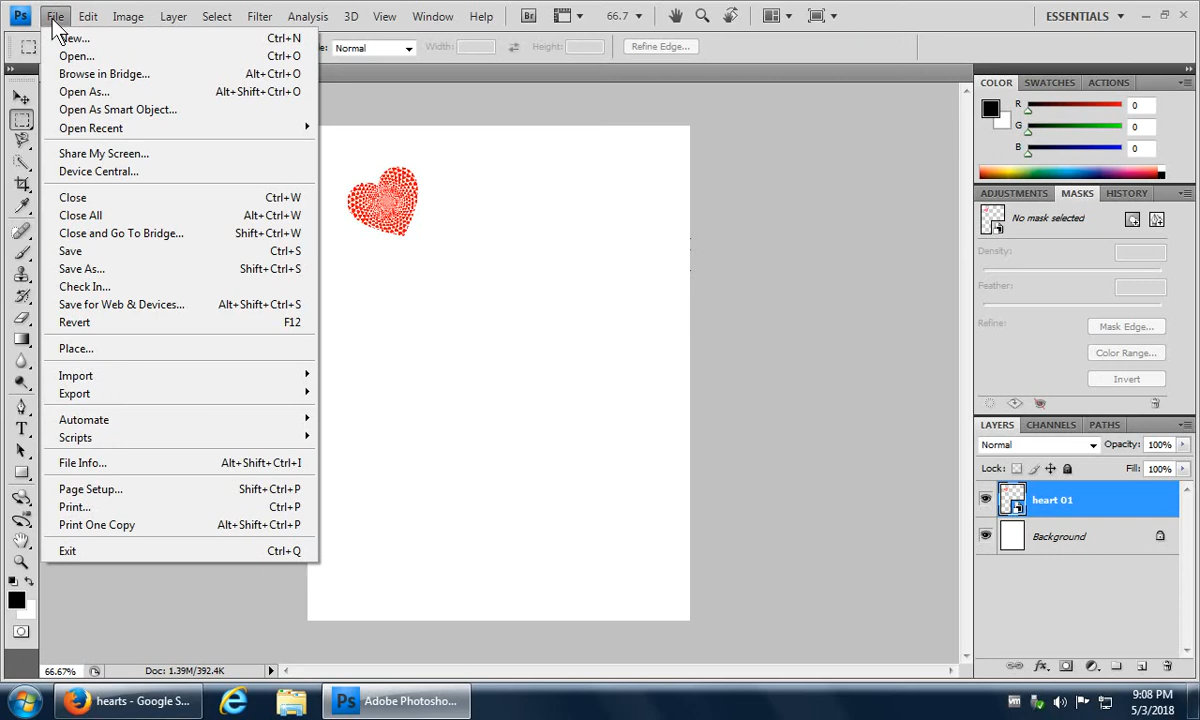 Ps File Edit Image Layer Select Filter Analysis 3D View Window Help Br 66.7 ESSENTIALS
Normal Width: Height: Refine Edge...
New... Ctrl+N
Open... Ctrl+O
Browse in Bridge... Alt+Ctrl+O
Open As... Alt+Shift+Ctrl+O
Open As Smart Object...
Open Recent
Share My Screen...
Device Central...
Close Ctrl+W
Close All Alt+Ctrl+W
Close and Go To Bridge... Shift+Ctrl+W
Save Ctrl+S
Save As... Shift+Ctrl+S
Check In...
Save for Web & Devices... Alt+Shift+Ctrl+S
Revert F12
Place...
Import
Export
Automate
Scripts
File Info... Alt+Shift+Ctrl+I
Page Setup... Shift+Ctrl+P
Print... Ctrl+P
Print One Copy Alt+Shift+Ctrl+P
Exit Ctrl+Q
COLOR SWATCHES ACTIONS
R 0
G 0
B 0
ADJUSTMENTS MASKS HISTORY
No mask selected
Density:
Feather:
Refine: Mask Edge...
Color Range...
Invert
LAYERS CHANNELS PATHS
Normal Opacity: 100%
Lock: Fill: 100%
heart 01
Background
66.67% Doc: 1.39M/392.4K
hearts - Google S... Ps Adobe Photosho... 9:08 PM
5/3/2018